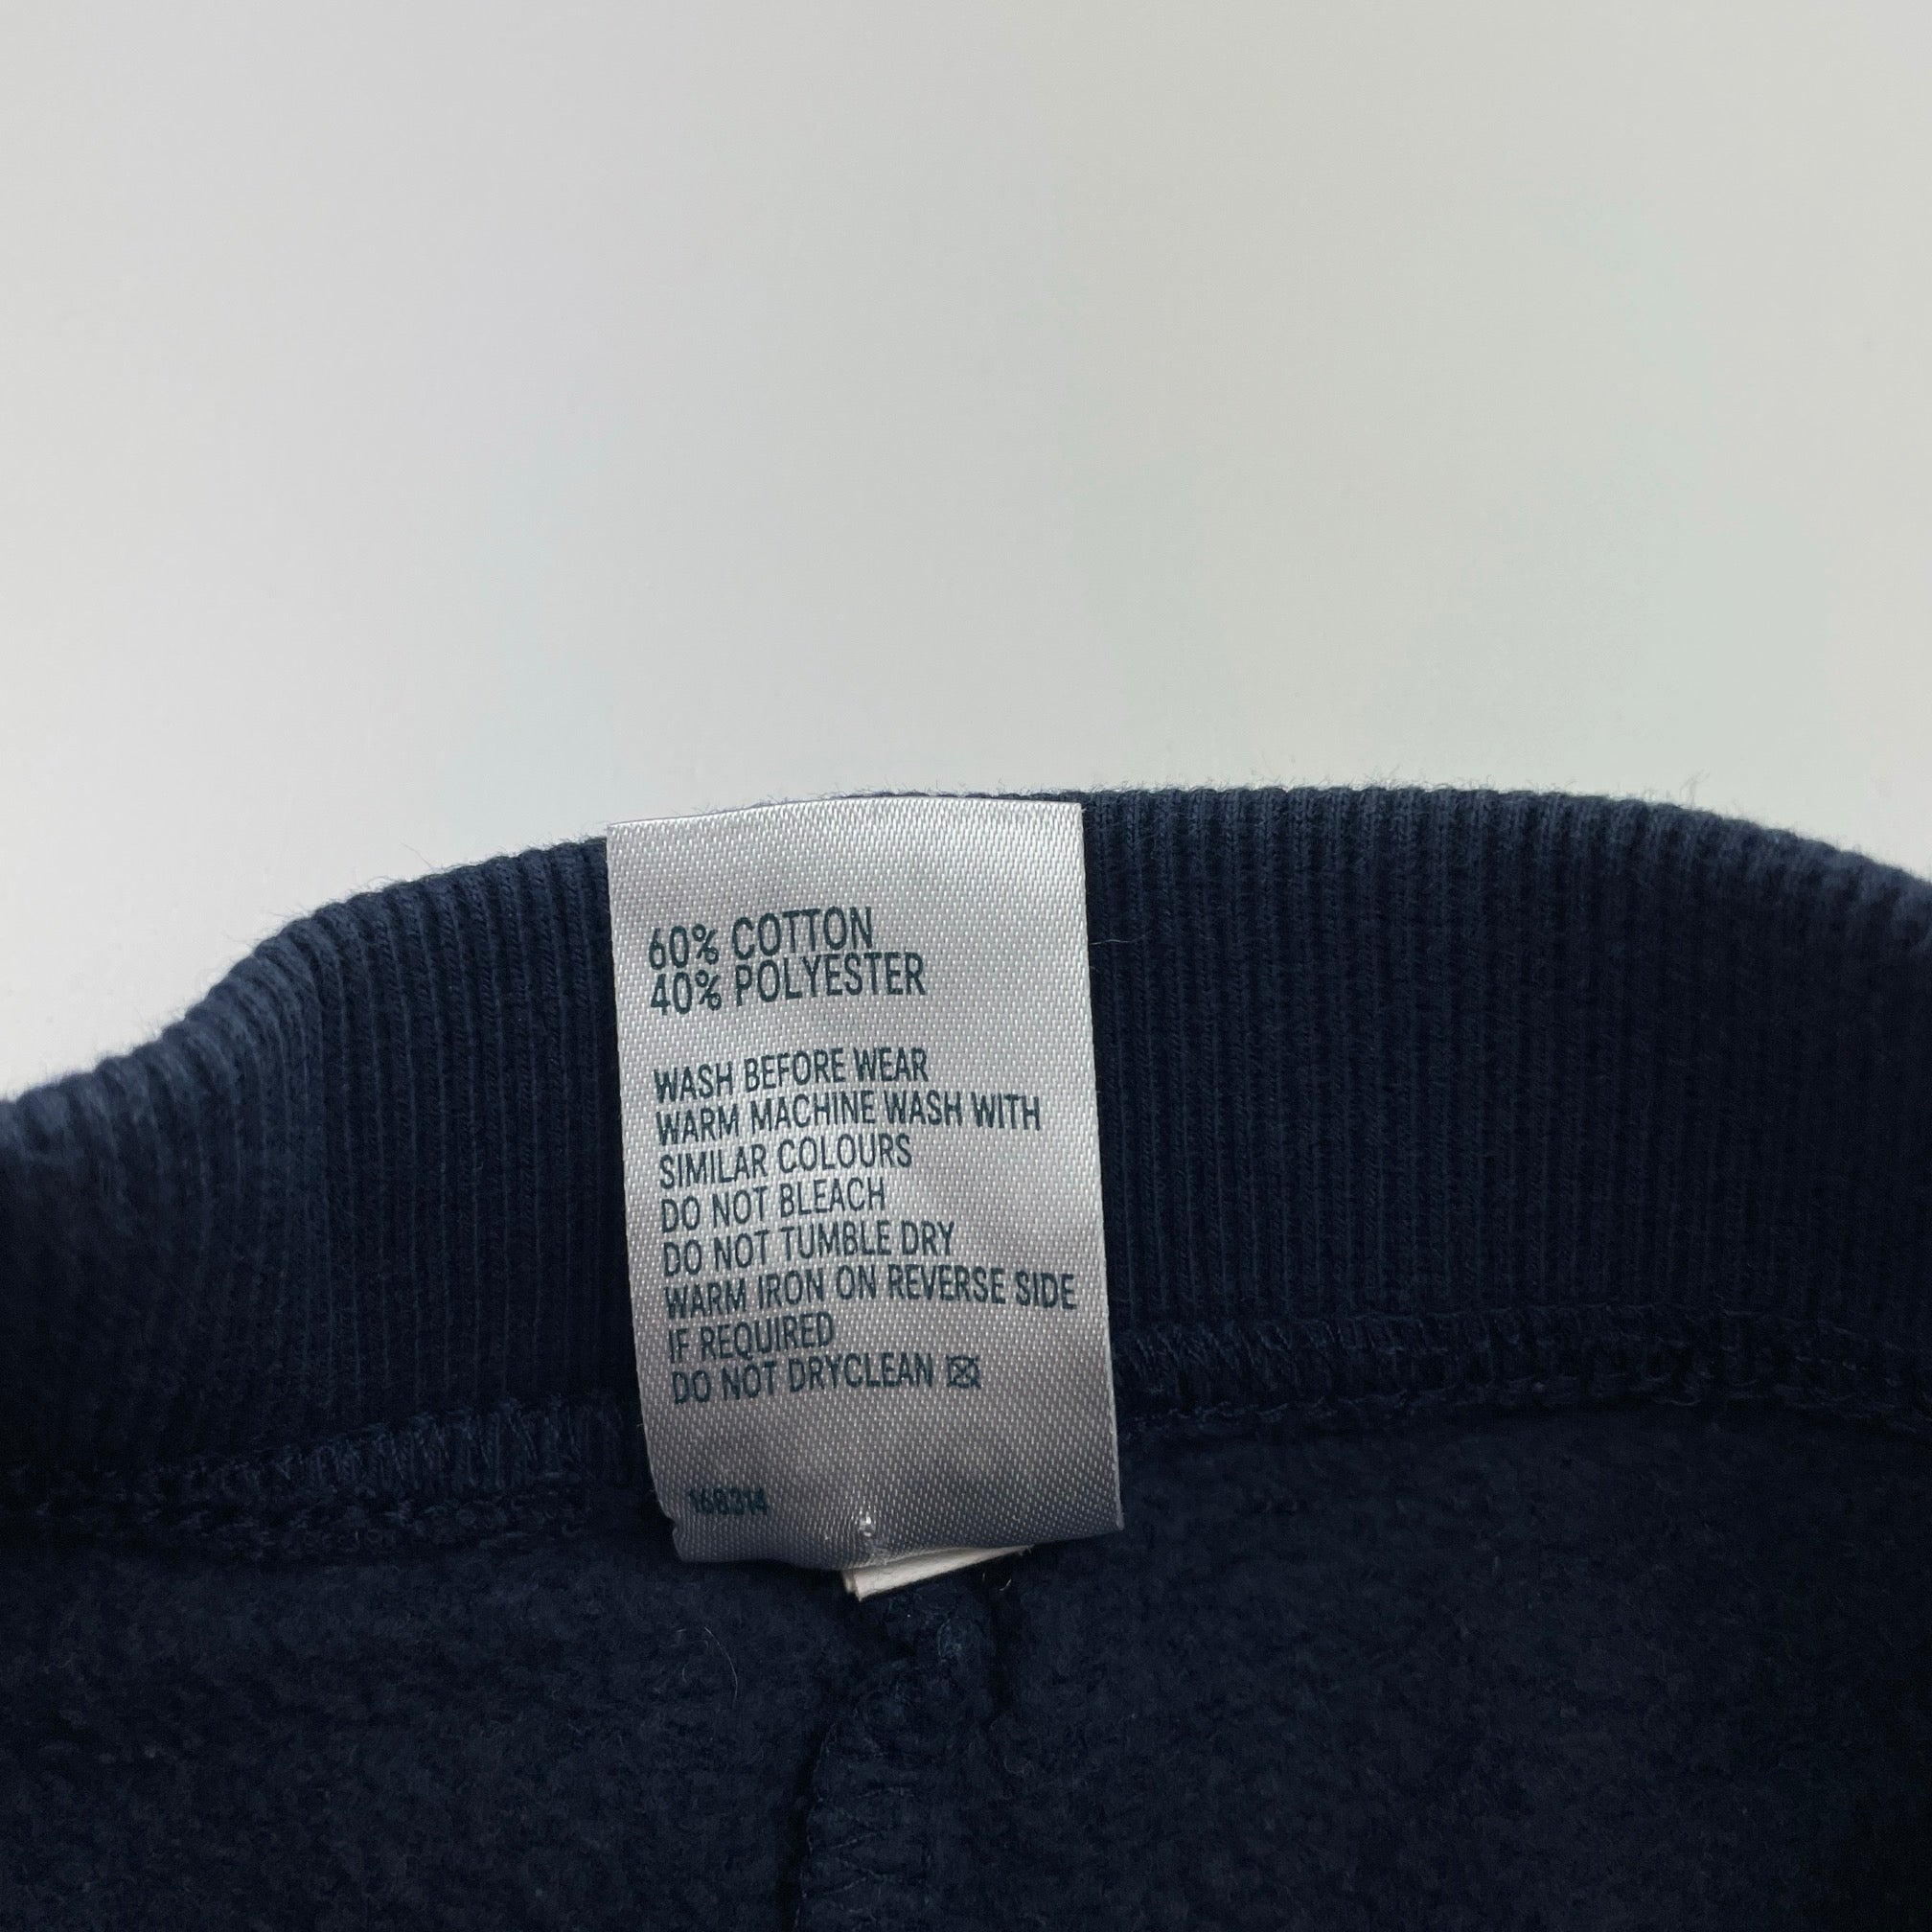 60% COTTON
40% POLYESTER
WASH BEFORE WEAR
WARM MACHINE WASH WITH
SIMILAR COLOURS
DO NOT BLEACH
DO NOT TUMBLE DRY
WARM IRON ON REVERSE SIDE
IF REQUIRED
DO NOT DRYCLEAN
168314